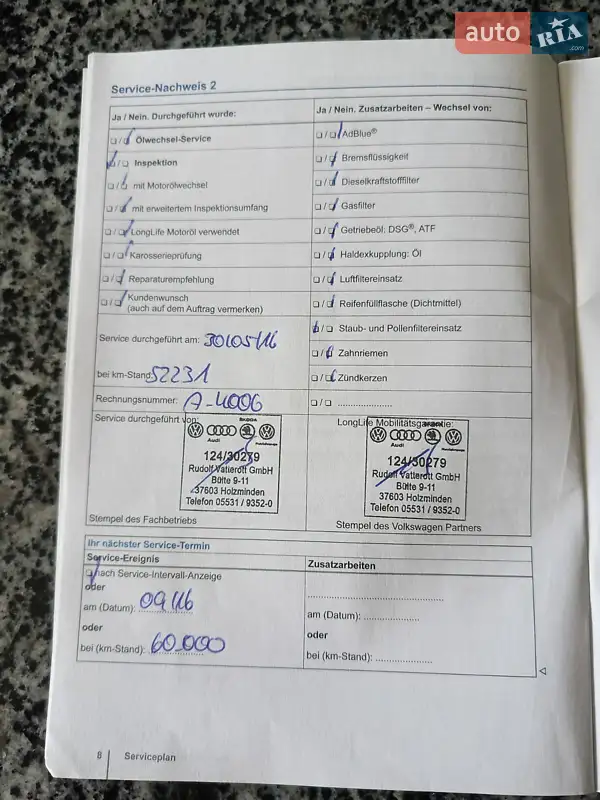 auto RIA .com
Service-Nachweis 2
Ja / Nein. Durchgeführt wurde:
Ja / Nein. Zusatzarbeiten – Wechsel von:
Ölwechsel-Service
AdBlue®
Inspektion
Bremsflüssigkeit
mit Motorölwechsel
Dieselkraftstofffilter
mit erweitertem Inspektionsumfang
Gasfilter
LongLife Motoröl verwendet
Getriebeöl: DSG®, ATF
Karosserieprüfung
Haldexkupplung: Öl
Reparaturempfehlung
Luftfiltereinsatz
Kundenwunsch
(auch auf dem Auftrag vermerken)
Reifenfüllflasche (Dichtmittel)
Staub- und Pollenfiltereinsatz
Service durchgeführt am: 30/05/16
Zahnriemen
bei km-Stand: 52231
Zündkerzen
Rechnungsnummer: A-4006
Service durchgeführt von:
LongLife Mobilitätsgarantie:
Audi
124/30279
Rudolf Vatterott GmbH
Bütte 9-11
37603 Holzminden
Telefon 05531 / 9352-0
Audi
124/30279
Rudolf Vatterott GmbH
Bütte 9-11
37603 Holzminden
Telefon 05531 / 9352-0
Stempel des Fachbetriebs
Stempel des Volkswagen Partners
Ihr nächster Service-Termin
Service-Ereignis
Zusatzarbeiten
nach Service-Intervall-Anzeige
oder
am (Datum): 09/16
am (Datum):
oder
oder
bei (km-Stand): 60.000
bei (km-Stand):
8
Serviceplan